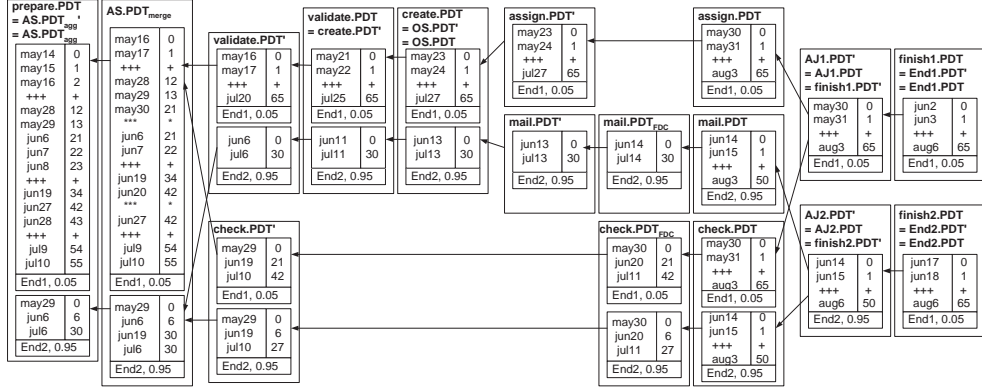 prepare.PDT
= AS.PDTagg'
= AS.PDTagg
may14 0
may15 1
may16 2
+++ +
may28 12
may29 13
jun6 21
jun7 22
jun8 23
+++ +
jun19 34
jun27 42
jun28 43
+++ +
jul9 54
jul10 55
End1, 0.05
may29 0
jun6 6
jul6 30
End2, 0.95
AS.PDTmerge
may16 0
may17 1
+++ +
may28 12
may29 13
may30 21
*** *
jun6 21
jun7 22
+++ +
jun19 34
jun20 42
*** *
jun27 42
+++ +
jul9 54
jul10 55
End1, 0.05
may29 0
jun6 6
jun19 30
jul6 30
End2, 0.95
validate.PDT'
may16 0
may17 1
+++ +
jul20 65
End1, 0.05
jun6 0
jul6 30
End2, 0.95
check.PDT'
may29 0
jun19 21
jul10 42
End1, 0.05
may29 0
jun19 6
jul10 27
End2, 0.95
validate.PDT
= create.PDT'
may21 0
may22 1
+++ +
jul25 65
End1, 0.05
jun11 0
jul11 30
End2, 0.95
create.PDT
= OS.PDT'
= OS.PDT
may23 0
may24 1
+++ +
jul27 65
End1, 0.05
jun13 0
jul13 30
End2, 0.95
assign.PDT'
may23 0
may24 1
+++ +
jul27 65
End1, 0.05
mail.PDT'
jun13 0
jul13 30
End2, 0.95
mail.PDTFDC
jun14 0
jul14 30
End2, 0.95
check.PDTFDC
may30 0
jun20 21
jul11 42
End1, 0.05
may30 0
jun20 6
jul11 27
End2, 0.95
assign.PDT
may30 0
may31 1
+++ +
aug3 65
End1, 0.05
mail.PDT
jun14 0
jun15 1
+++ +
aug3 50
End2, 0.95
check.PDT
may30 0
may31 1
+++ +
aug3 65
End1, 0.05
jun14 0
jun15 1
+++ +
aug3 50
End2, 0.95
AJ1.PDT'
= AJ1.PDT
= finish1.PDT'
may30 0
may31 1
+++ +
aug3 65
End1, 0.05
AJ2.PDT'
= AJ2.PDT
= finish2.PDT'
jun14 0
jun15 1
+++ +
aug6 50
End2, 0.95
finish1.PDT
= End1.PDT'
= End1.PDT
jun2 0
jun3 1
+++ +
aug6 65
End1, 0.05
finish2.PDT
= End2.PDT'
= End2.PDT
jun17 0
jun18 1
+++ +
aug6 65
End1, 0.05